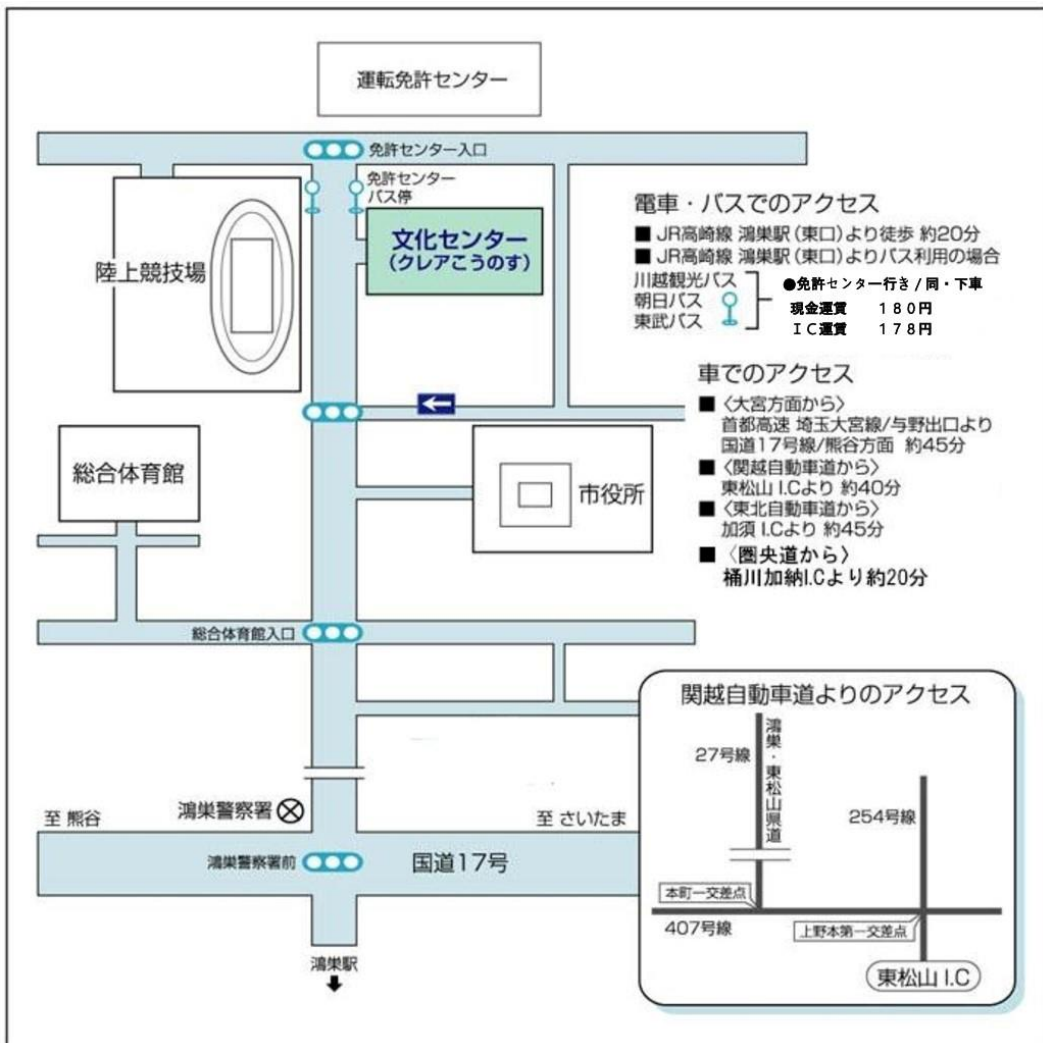 運転免許センター
免許センター入口
免許センター
バス停
文化センター
(クレアこうのす)
陸上競技場
電車・バスでのアクセス
■ JR高崎線 鴻巣駅(東口)より徒歩 約20分
■ JR高崎線 鴻巣駅(東口)よりバス利用の場合
川越観光バス
朝日バス
東武バス
●免許センター行き/同・下車
現金運賃 180円
IC運賃 178円
車でのアクセス
■ 〈大宮方面から〉
首都高速 埼玉大宮線/与野出口より
国道17号線/熊谷方面 約45分
■ 〈関越自動車道から〉
東松山 I.Cより 約40分
■ 〈東北自動車道から〉
加須 I.Cより 約45分
■ 〈圏央道から〉
桶川加納I.Cより約20分
総合体育館
市役所
総合体育館入口
鴻巣警察署
至 熊谷
至 さいたま
鴻巣警察署前
国道17号
鴻巣駅
関越自動車道よりのアクセス
27号線
鴻巣・東松山県道
254号線
本町一交差点
407号線
上野本第一交差点
東松山 I.C